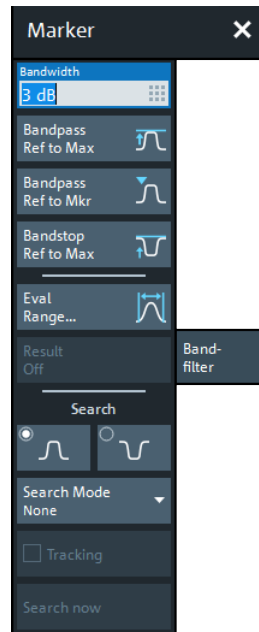 Marker
Bandwidth
3 dB
Bandpass
Ref to Max
Bandpass
Ref to Mkr
Bandstop
Ref to Max
Eval
Range...
Result
Off
Band-
filter
Search
Search Mode
None
Tracking
Search now